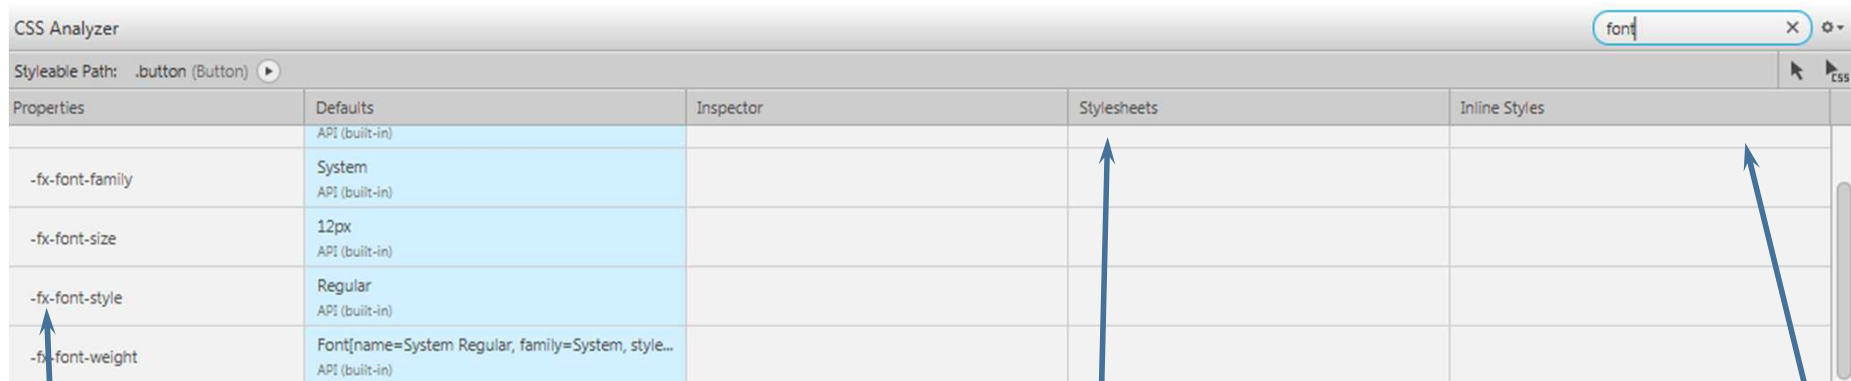 CSS Analyzer
font
Styleable Path: .button (Button)
CSS
Properties Defaults Inspector Stylesheets Inline Styles
API (built-in)
-fx-font-family System
API (built-in)
-fx-font-size 12px
API (built-in)
-fx-font-style Regular
API (built-in)
-fx-font-weight Font[name=System Regular, family=System, style...
API (built-in)